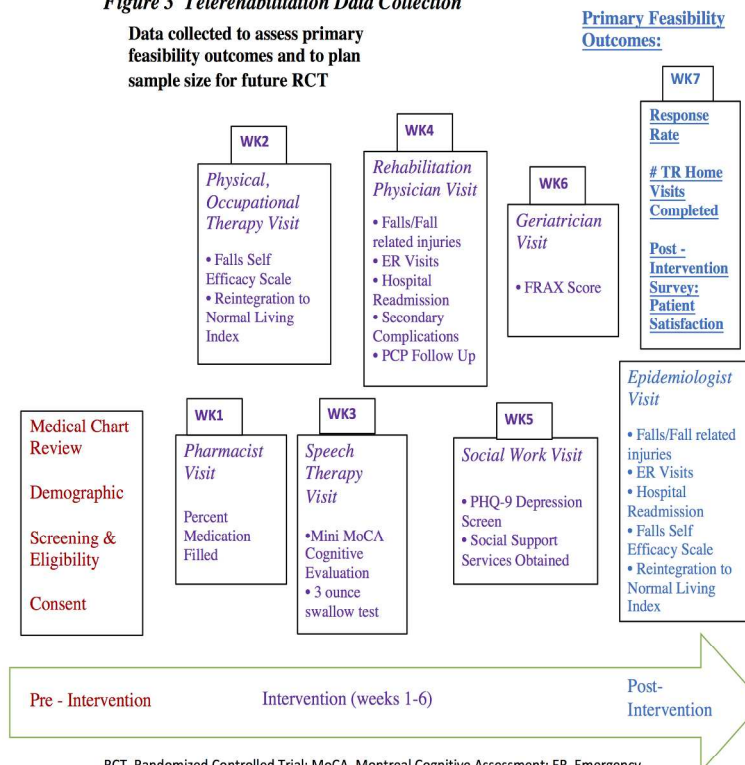 Figure 3 Telerehabilitation Data Collection
Data collected to assess primary
feasibility outcomes and to plan
sample size for future RCT
Primary Feasibility
Outcomes:
WK7
Response
Rate
# TR Home
Visits
Completed
Post -
Intervention
Survey:
Patient
Satisfaction
WK2
Physical,
Occupational
Therapy Visit
• Falls Self
Efficacy Scale
• Reintegration to
Normal Living
Index
WK4
Rehabilitation
Physician Visit
• Falls/Fall
related injuries
• ER Visits
• Hospital
Readmission
• Secondary
Complications
• PCP Follow Up
WK6
Geriatrician
Visit
• FRAX Score
Epidemiologist
Visit
• Falls/Fall related
injuries
• ER Visits
• Hospital
Readmission
• Falls Self
Efficacy Scale
• Reintegration to
Normal Living
Index
Medical Chart
Review
Demographic
Screening &
Eligibility
Consent
WK1
Pharmacist
Visit
Percent
Medication
Filled
WK3
Speech
Therapy
Visit
•Mini MoCA
Cognitive
Evaluation
• 3 ounce
swallow test
WK5
Social Work Visit
• PHQ-9 Depression
Screen
• Social Support
Services Obtained
Pre - Intervention
Intervention (weeks 1-6)
Post-
Intervention
RCT, Randomized Controlled Trial; MoCA, Montreal Cognitive Assessment; ER, Emergency